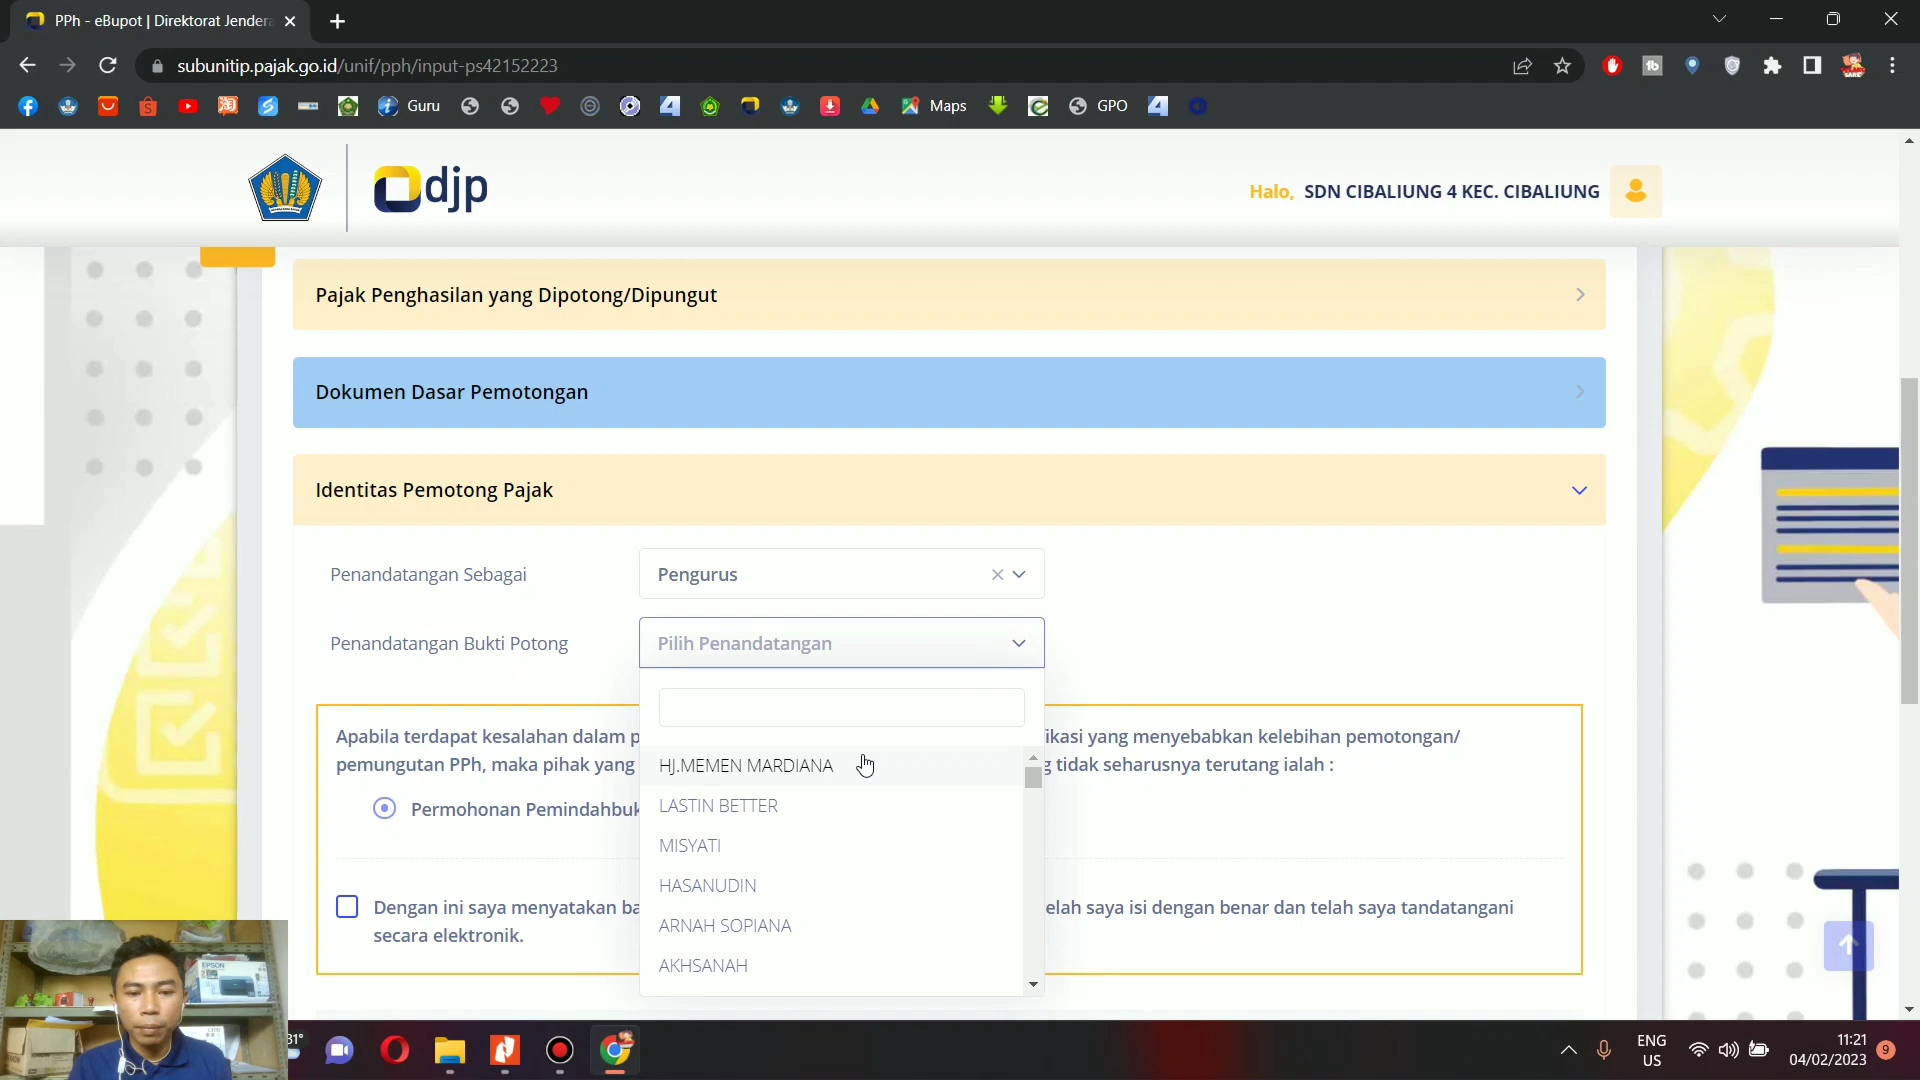 PPh - eBupot | Direktorat Jendera
subunitip.pajak.go.id/unif/pph/input-ps42152223
Guru
Maps
GPO
djp
Halo, SDN CIBALIUNG 4 KEC. CIBALIUNG
Pajak Penghasilan yang Dipotong/Dipungut
Dokumen Dasar Pemotongan
Identitas Pemotong Pajak
Penandatangan Sebagai
Pengurus
Penandatangan Bukti Potong
Pilih Penandatangan
Apabila terdapat kesalahan dalam p
ikasi yang menyebabkan kelebihan pemotongan/
pemungutan PPh, maka pihak yang
g tidak seharusnya terutang ialah :
HJ.MEMEN MARDIANA
LASTIN BETTER
Permohonan Pemindahbuk
MISYATI
HASANUDIN
Dengan ini saya menyatakan ba
elah saya isi dengan benar dan telah saya tandatangani
secara elektronik.
ARNAH SOPIANA
AKHSANAH
EPSON
31°
ENG
US
11:21
04/02/2023
9